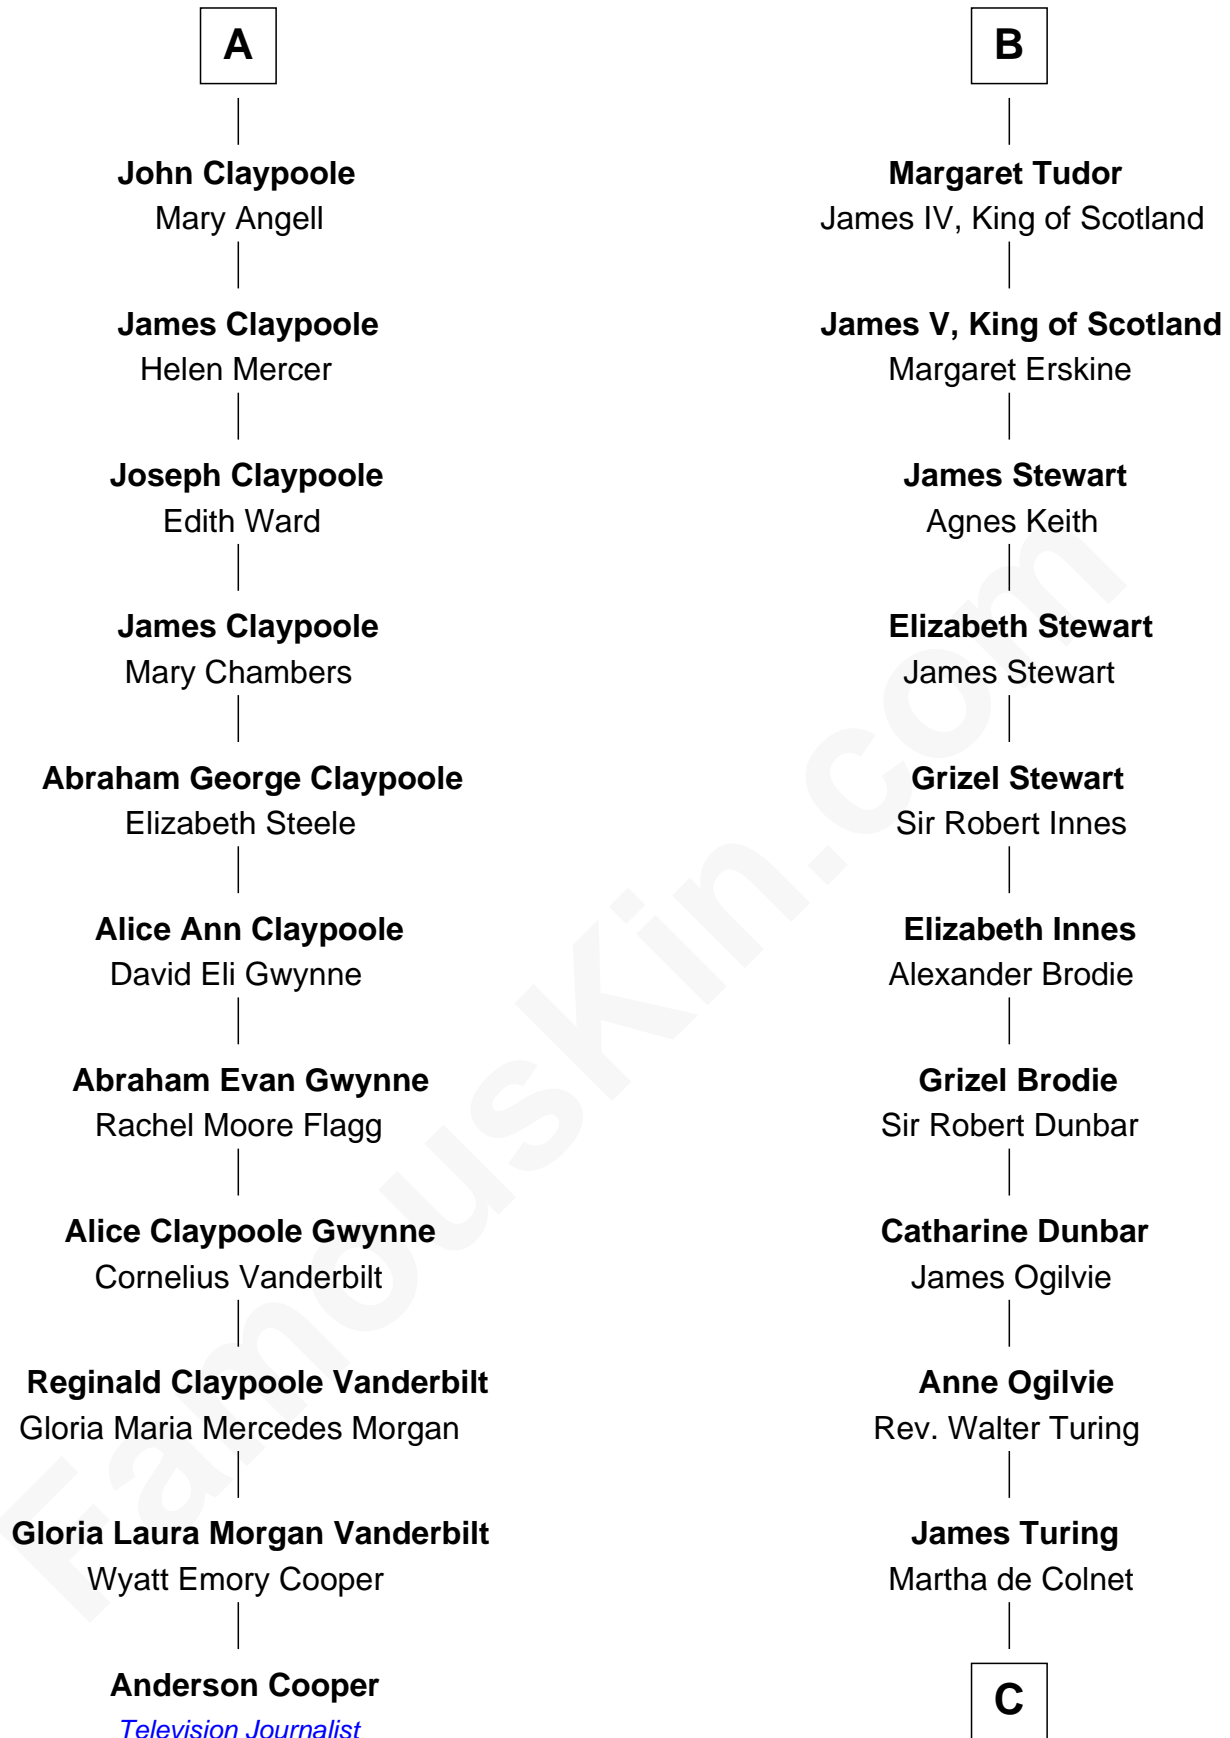 A
John Claypoole
Mary Angell
James Claypoole
Helen Mercer
Joseph Claypoole
Edith Ward
James Claypoole
Mary Chambers
Abraham George Claypoole
Elizabeth Steele
Alice Ann Claypoole
David Eli Gwynne
Abraham Evan Gwynne
Rachel Moore Flagg
Alice Claypoole Gwynne
Cornelius Vanderbilt
Reginald Claypoole Vanderbilt
Gloria Maria Mercedes Morgan
Gloria Laura Morgan Vanderbilt
Wyatt Emory Cooper
Anderson Cooper
Television Journalist
B
Margaret Tudor
James IV, King of Scotland
James V, King of Scotland
Margaret Erskine
James Stewart
Agnes Keith
Elizabeth Stewart
James Stewart
Grizel Stewart
Sir Robert Innes
Elizabeth Innes
Alexander Brodie
Grizel Brodie
Sir Robert Dunbar
Catharine Dunbar
James Ogilvie
Anne Ogilvie
Rev. Walter Turing
James Turing
Martha de Colnet
C
FamousKin.com